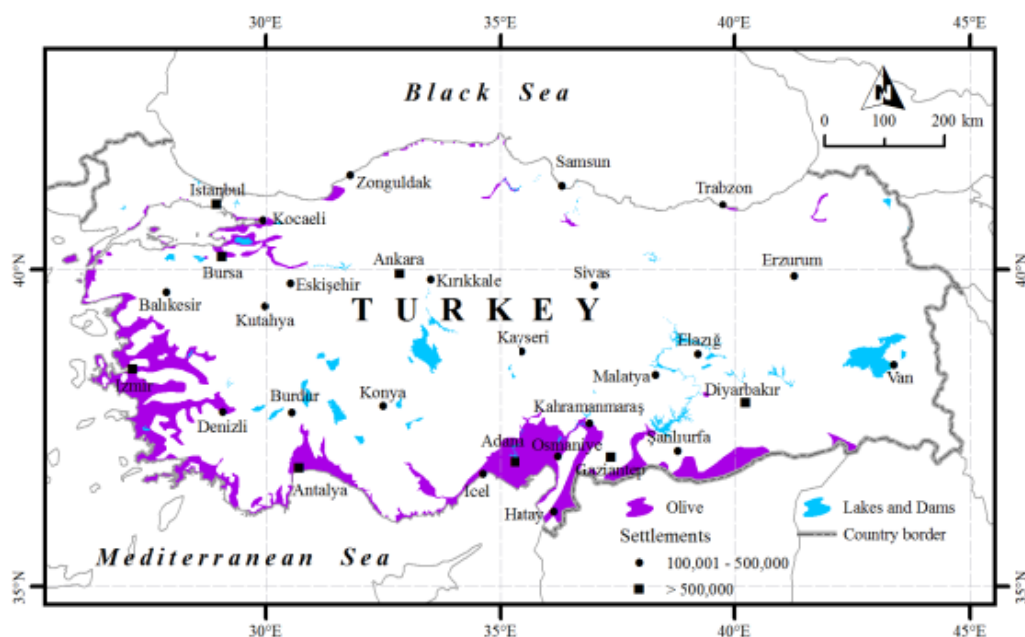 30°E 35°E 40°E 45°E
Black Sea
N
0 100 200 km
Zonguldak
Samsun
Istanbul
Trabzon
Kocaeli
40°N
Bursa
Ankara
Kırıkkale
Sivas
Erzurum
40°N
Eskişehir
Balıkesir
Kutahya
TURKEY
Kayseri
Elazığ
Malatya
Van
Izmir
Diyarbakır
Burdur
Konya
Denizli
Kahramanmaraş
Adana
Osmaniye
Şanlıurfa
Gaziantep
Antalya
Icel
Hatay
Olive
Lakes and Dams
Settlements
Country border
Mediterranean Sea
100,001 - 500,000
> 500,000
35°N
35°N
30°E 35°E 40°E 45°E